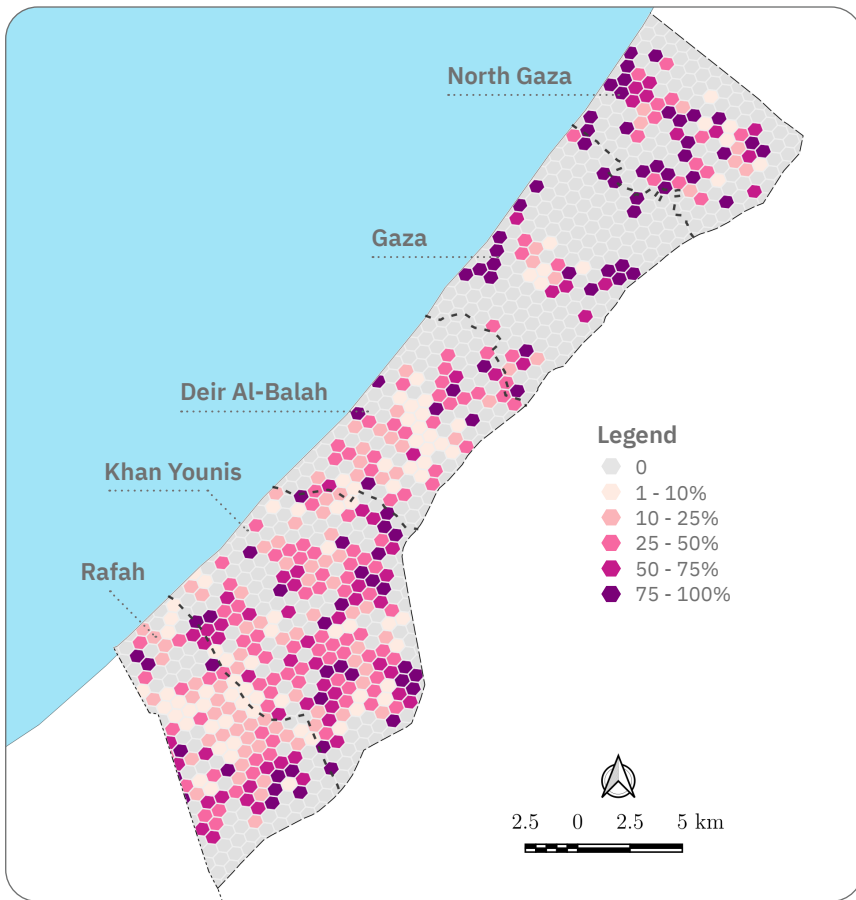 North Gaza
Gaza
Deir Al-Balah
Khan Younis
Rafah
Legend
0
1 - 10%
10 - 25%
25 - 50%
50 - 75%
75 - 100%
2.5 0 2.5 5 km